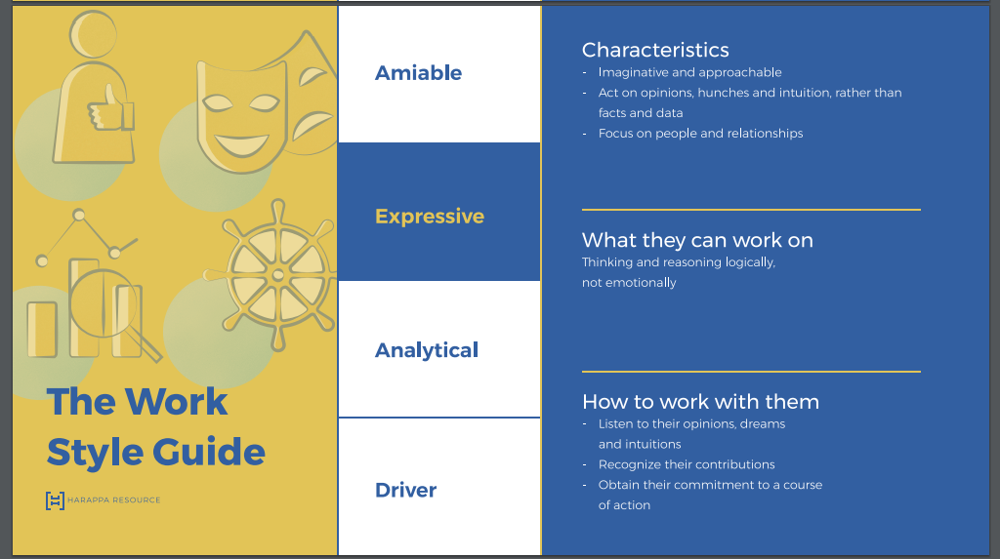 The Work
Style Guide
HARAPPA RESOURCE
Amiable
Expressive
Analytical
Driver
Characteristics
- Imaginative and approachable
- Act on opinions, hunches and intuition, rather than
facts and data
- Focus on people and relationships
What they can work on
Thinking and reasoning logically,
not emotionally
How to work with them
- Listen to their opinions, dreams
and intuitions
- Recognize their contributions
- Obtain their commitment to a course
of action